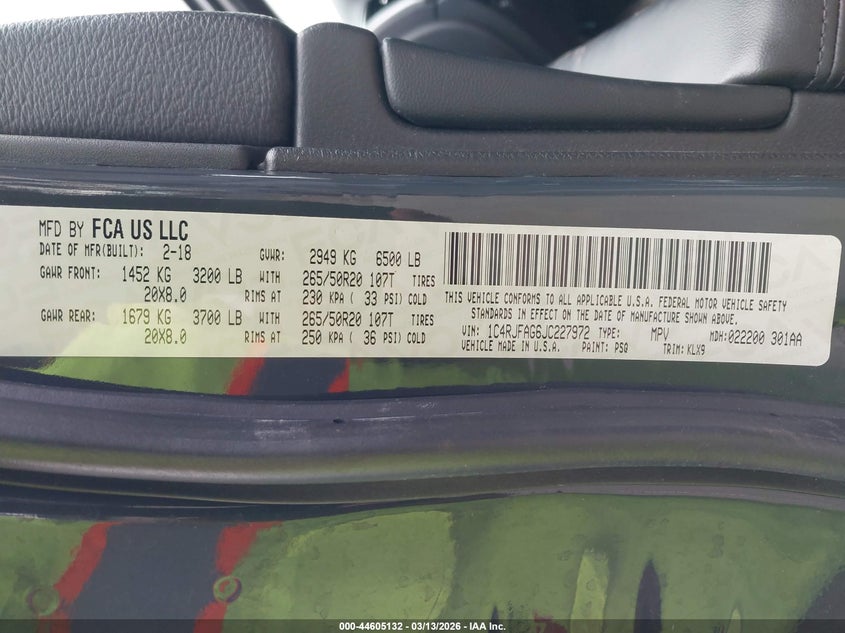 MFD BY FCA US LLC
DATE OF MFR(BUILT): 2-18 GVWR: 2949 KG 6500 LB
GAWR FRONT: 1452 KG 3200 LB WITH 265/50R20 107T TIRES
20X8.0 RIMS AT 230 KPA ( 33 PSI) COLD
GAWR REAR: 1679 KG 3700 LB WITH 265/50R20 107T TIRES
20X8.0 RIMS AT 250 KPA ( 36 PSI) COLD
THIS VEHICLE CONFORMS TO ALL APPLICABLE U.S.A. FEDERAL MOTOR VEHICLE SAFETY
STANDARDS IN EFFECT ON THE DATE OF MANUFACTURE SHOWN ABOVE.
VIN: 1C4RJFAG6JC227972 TYPE: MPV MDH:022200 301AA
VEHICLE MADE IN U.S.A. PAINT: PSQ TRIM: KLX9
000-44605132 - 03/13/2026 - IAA Inc.